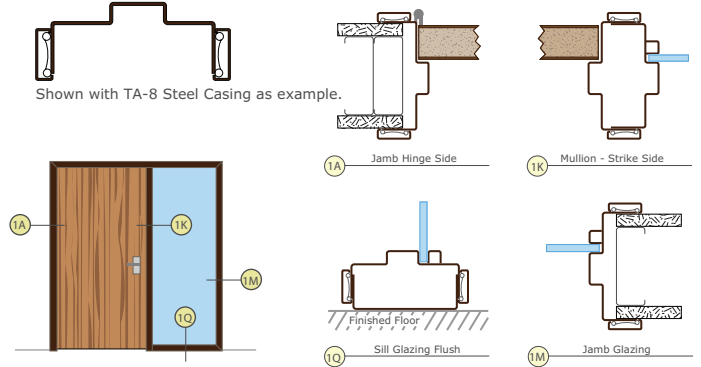 Shown with TA-8 Steel Casing as example.
1A Jamb Hinge Side
1K Mullion - Strike Side
1A
1K
1M
1Q
Finished Floor
1Q Sill Glazing Flush
1M Jamb Glazing